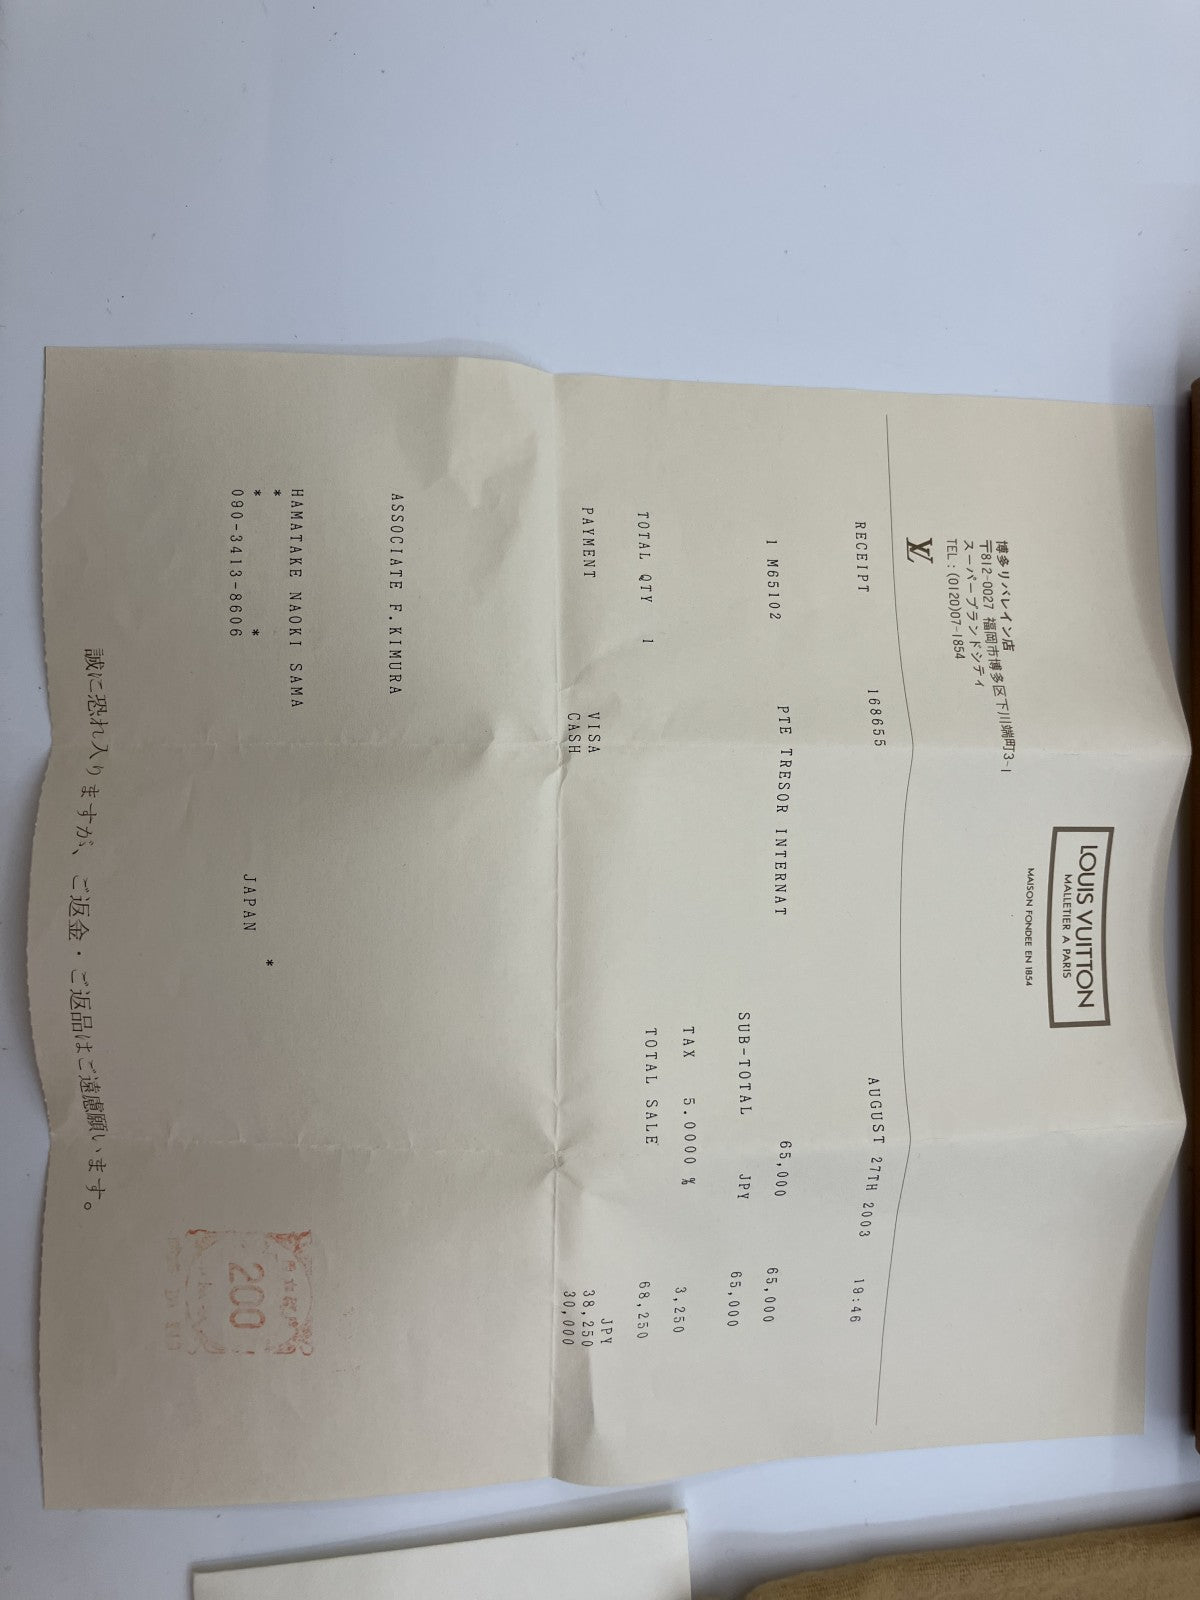 LOUIS VUITTON
MALLETIER A PARIS
MAISON FONDEE EN 1854
博多リバレイン店
〒812-0027 福岡市博多区下川端町3-1
スーパーブランドシティ
TEL : (0120)07-1854
LV
RECEIPT 168655 AUGUST 27TH 2003 18:46
1 M65102 PTE TRESOR INTERNAT 65,000 65,000
SUB-TOTAL JPY 65,000
TAX 5.0000 % 3,250
TOTAL QTY 1 TOTAL SALE 68,250
JPY
PAYMENT VISA 38,250
CASH 30,000
ASSOCIATE F.KIMURA
HAMATAKE NAOKI SAMA
* *
* * JAPAN
090-3413-8606
200
誠に恐れ入りますが、ご返金・ご返品はご遠慮願います。